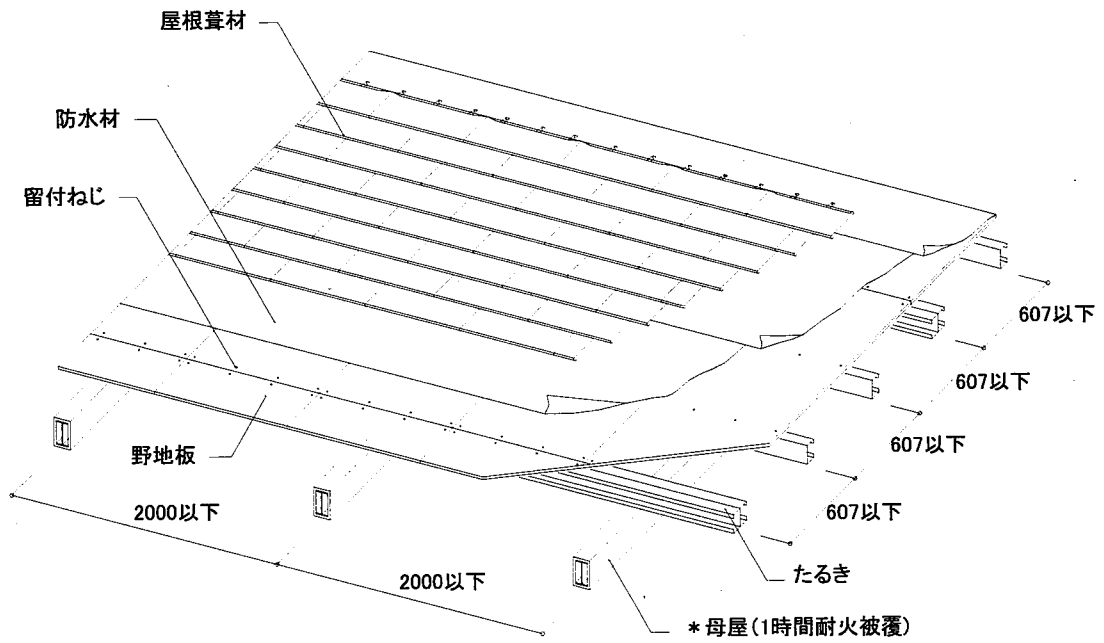 屋根葺材
防水材
留付ねじ
野地板
607以下
607以下
607以下
607以下
2000以下
2000以下
たるき
*母屋(1時間耐火被覆)